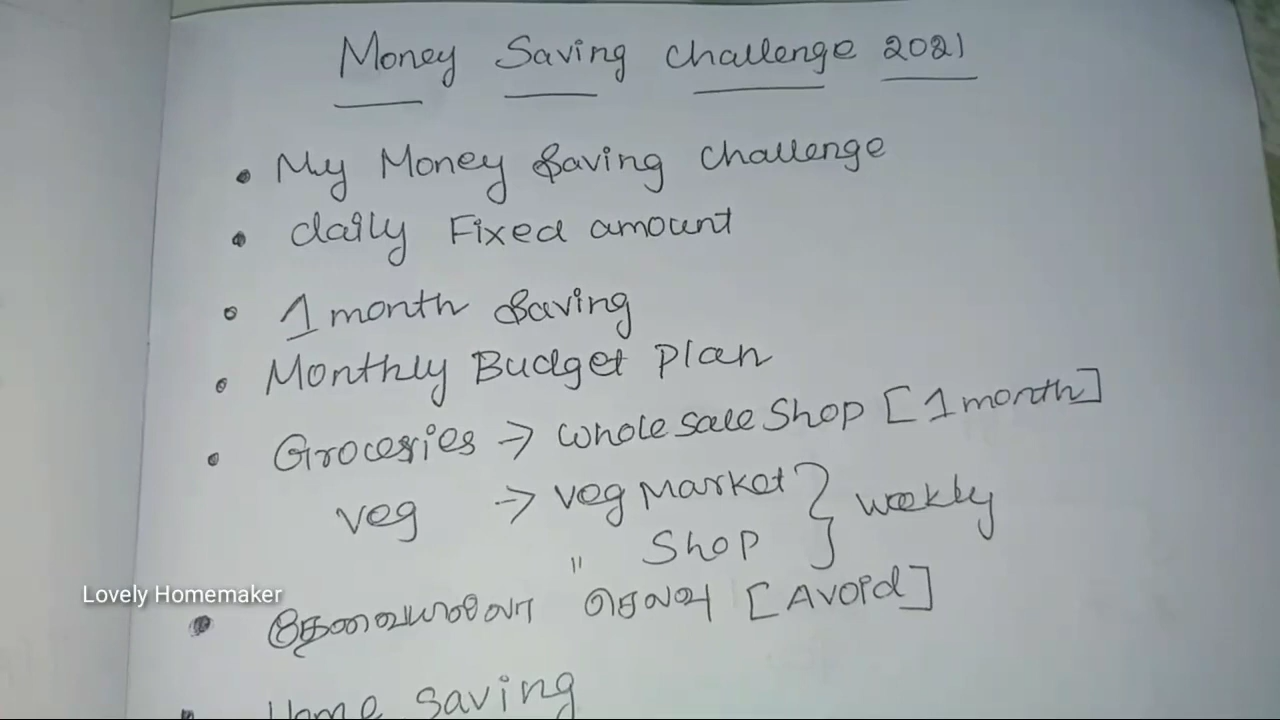 Money Saving challenge 2021
• My Money Saving challenge
• daily Fixed amount
• 1 month Saving
• Monthly Budget Plan
• Groceries → whole sale Shop [1 month]
veg → veg Market } weekly
" Shop
• தேவையில்லா செலவு [Avoid]
Lovely Homemaker
• Home Saving